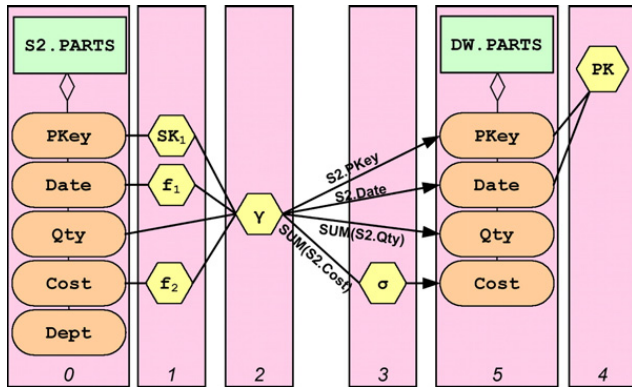 S2.PARTS
DW.PARTS
PK
PKey
SK1
S2.PKey
PKey
Date
f1
S2.Date
Date
Qty
γ
SUM(S2.Qty)
Qty
Cost
f2
SUM(S2.Cost)
σ
Cost
Dept
0
1
2
3
5
4